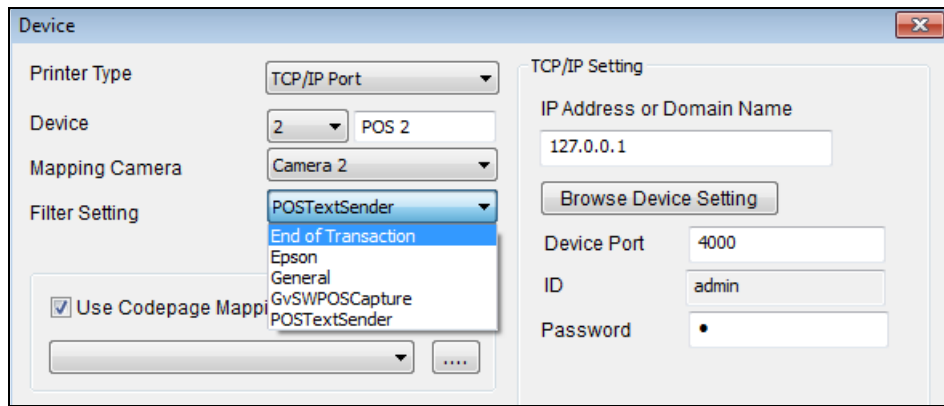 Device
Printer Type
TCP/IP Port
Device
2
POS 2
Mapping Camera
Camera 2
Filter Setting
POSTextSender
End of Transaction
Epson
General
GvSWPOSCapture
POSTextSender
Use Codepage Mappi
....
TCP/IP Setting
IP Address or Domain Name
127.0.0.1
Browse Device Setting
Device Port
4000
ID
admin
Password
●